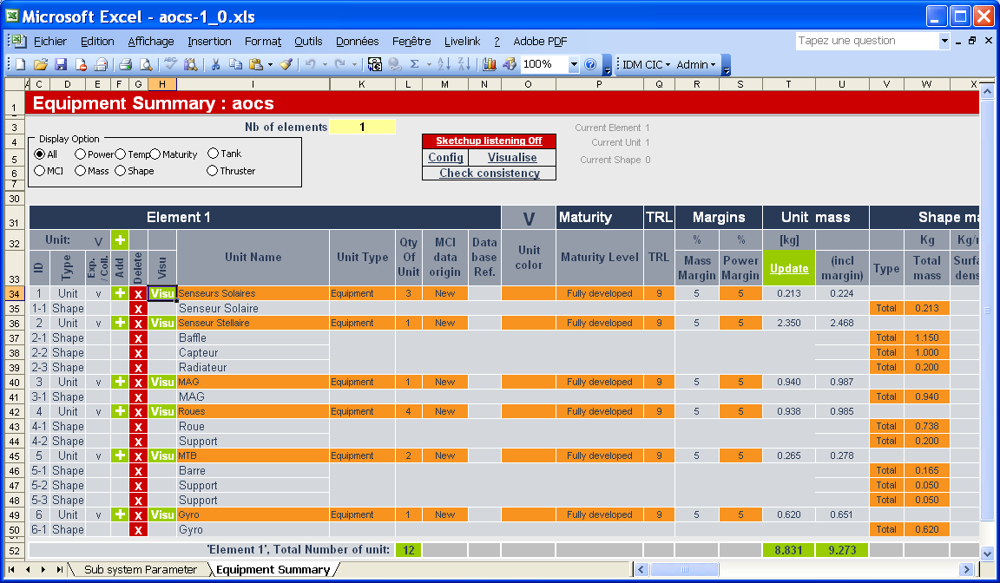 Microsoft Excel - aocs-1_0.xls
Fichier Edition Affichage Insertion Format Outils Données Fenêtre Livelink ? Adobe PDF Tapez une question
100% IDM CIC Admin
A C D E F G H I K L M N O P Q R S T U V W X
1 Equipment Summary : aocs
3 Nb of elements 1 Current Element 1
4 Display Option Sketchup listening Off Current Unit 1
All Power Temp Maturity Tank
5 Config Visualise Current Shape 0
6 MCI Mass Shape Thruster Check consistency
7
30
31 Element 1 V Maturity TRL Margins Unit mass Shape ma
32 Unit: V + % % [kg] Kg Kg/r
33 ID Type Exp. / Coll. Add Delete Visu Unit Name Unit Type Qty Of Unit MCI data origin Data base Ref. Unit color Maturity Level TRL Mass Margin Power Margin Update (incl margin) Type Total mass Surfa dens
34 1 Unit v + x Visu Senseurs Solaires Equipment 3 New Fully developed 9 5 5 0.213 0.224
35 1-1 Shape x Senseur Solaire Total 0.213
36 2 Unit v + x Visu Senseur Stellaire Equipment 1 New Fully developed 9 5 5 2.350 2.468
37 2-1 Shape x Baffle Total 1.150
38 2-2 Shape x Capteur Total 1.000
39 2-3 Shape x Radiateur Total 0.200
40 3 Unit v + x Visu MAG Equipment 1 New Fully developed 9 5 5 0.940 0.987
41 3-1 Shape x MAG Total 0.940
42 4 Unit v + x Visu Roues Equipment 4 New Fully developed 9 5 5 0.938 0.985
43 4-1 Shape x Roue Total 0.738
44 4-2 Shape x Support Total 0.200
45 5 Unit v + x Visu MTB Equipment 2 New Fully developed 9 5 5 0.265 0.278
46 5-1 Shape x Barre Total 0.165
47 5-2 Shape x Support Total 0.050
48 5-3 Shape x Support Total 0.050
49 6 Unit v + x Visu Gyro Equipment 1 New Fully developed 9 5 5 0.620 0.651
50 6-1 Shape x Gyro Total 0.620
52 'Element 1', Total Number of unit: 12 8.831 9.273
Sub system Parameter Equipment Summary